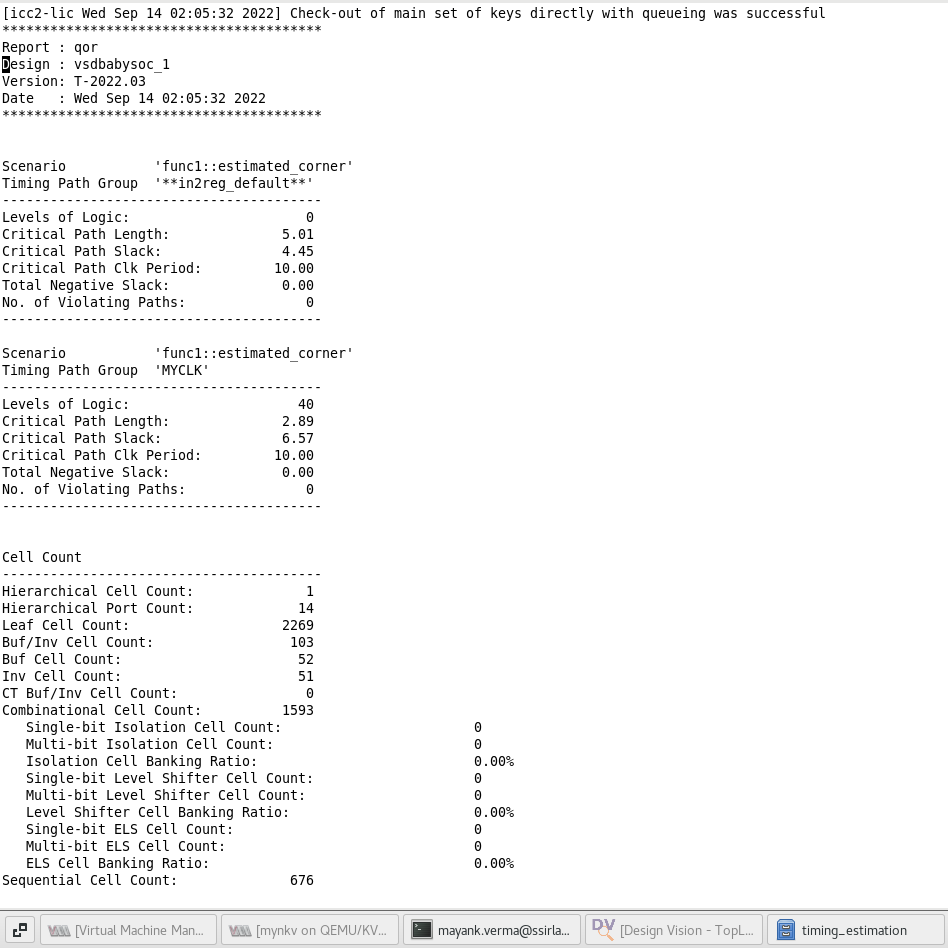 [icc2-lic Wed Sep 14 02:05:32 2022] Check-out of main set of keys directly with queueing was successful
****************************************
Report : qor
Design : vsdbabysoc_1
Version: T-2022.03
Date   : Wed Sep 14 02:05:32 2022
****************************************
Scenario           'func1::estimated_corner'
Timing Path Group  '**in2reg_default**'
----------------------------------------
Levels of Logic:                      0
Critical Path Length:              5.01
Critical Path Slack:               4.45
Critical Path Clk Period:         10.00
Total Negative Slack:              0.00
No. of Violating Paths:               0
----------------------------------------
Scenario           'func1::estimated_corner'
Timing Path Group  'MYCLK'
----------------------------------------
Levels of Logic:                     40
Critical Path Length:              2.89
Critical Path Slack:               6.57
Critical Path Clk Period:         10.00
Total Negative Slack:              0.00
No. of Violating Paths:               0
----------------------------------------
Cell Count
----------------------------------------
Hierarchical Cell Count:              1
Hierarchical Port Count:             14
Leaf Cell Count:                   2269
Buf/Inv Cell Count:                 103
Buf Cell Count:                      52
Inv Cell Count:                      51
CT Buf/Inv Cell Count:                0
Combinational Cell Count:          1593
   Single-bit Isolation Cell Count:                        0
   Multi-bit Isolation Cell Count:                         0
   Isolation Cell Banking Ratio:                           0.00%
   Single-bit Level Shifter Cell Count:                    0
   Multi-bit Level Shifter Cell Count:                     0
   Level Shifter Cell Banking Ratio:                       0.00%
   Single-bit ELS Cell Count:                              0
   Multi-bit ELS Cell Count:                               0
   ELS Cell Banking Ratio:                                 0.00%
Sequential Cell Count:              676
[Virtual Machine Man... [mynkv on QEMU/KV... mayank.verma@ssirla... DV [Design Vision - TopL... timing_estimation